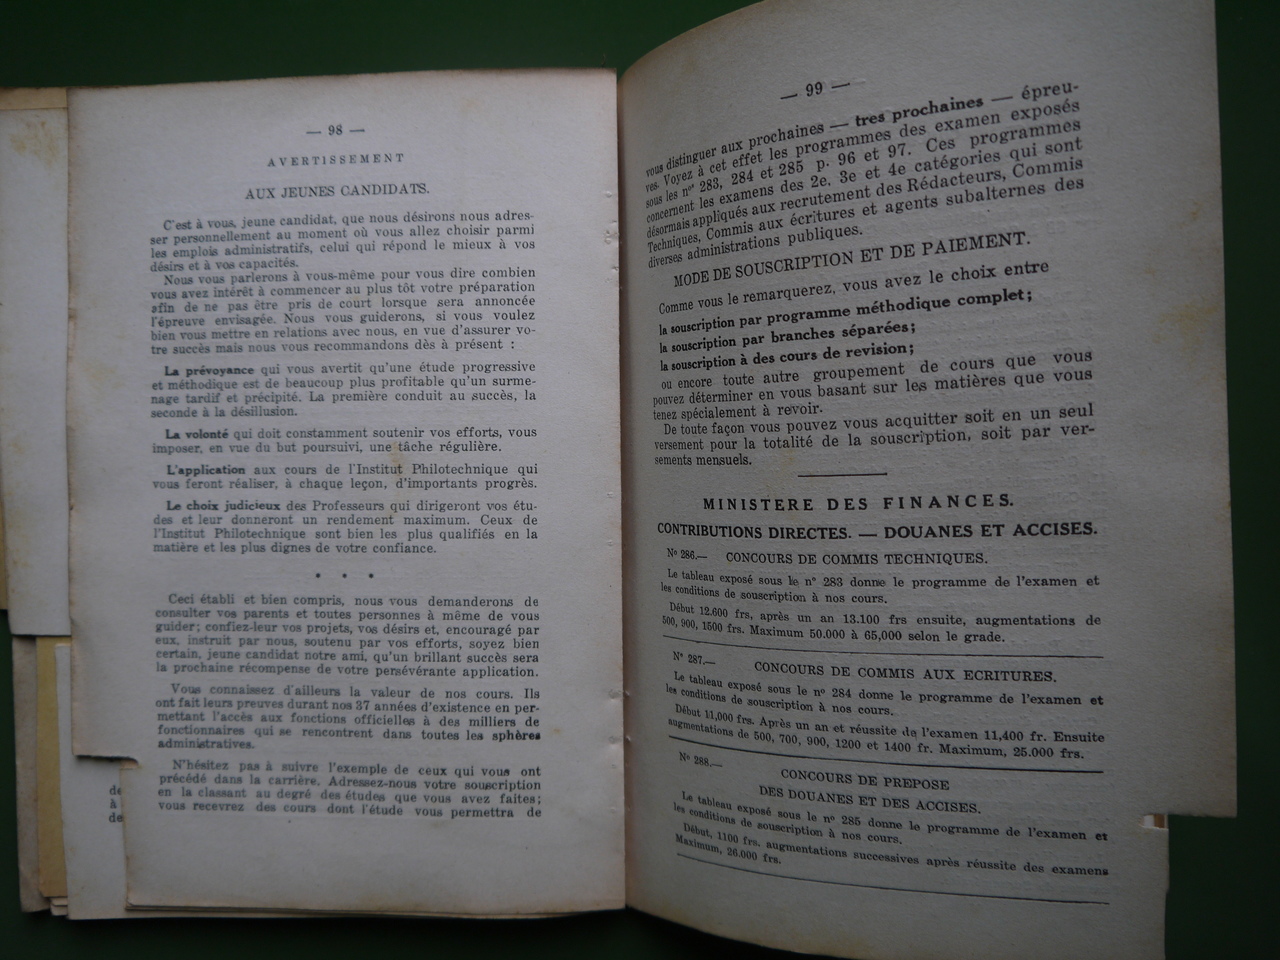 — 98 —
AVERTISSEMENT
AUX JEUNES CANDIDATS.
C'est à vous, jeune candidat, que nous désirons nous adres-
ser personnellement au moment où vous allez choisir parmi
les emplois administratifs, celui qui répond le mieux à vos
désirs et à vos capacités.
Nous vous parlerons à vous-même pour vous dire combien
vous avez intérêt à commencer au plus tôt votre préparation
afin de ne pas être pris de court lorsque sera annoncée
l'épreuve envisagée. Nous vous guiderons, si vous voulez
bien vous mettre en relations avec nous, en vue d'assurer vo-
tre succès mais nous vous recommandons dès à présent :
La prévoyance qui vous avertit qu'une étude progressive
et méthodique est de beaucoup plus profitable qu'un surme-
nage tardif et précipité. La première conduit au succès, la
seconde à la désillusion.
La volonté qui doit constamment soutenir vos efforts, vous
imposer, en vue du but poursuivi, une tâche régulière.
L'application aux cours de l'Institut Philotechnique qui
vous feront réaliser, à chaque leçon, d'importants progrès.
Le choix judicieux des Professeurs qui dirigeront vos étu-
des et leur donneront un rendement maximum. Ceux de
l'Institut Philotechnique sont bien les plus qualifiés en la
matière et les plus dignes de votre confiance.
* * *
Ceci établi et bien compris, nous vous demanderons de
consulter vos parents et toutes personnes à même de vous
guider; confiez-leur vos projets, vos désirs et, encouragé par
eux, instruit par nous, soutenu par vos efforts, soyez bien
certain, jeune candidat notre ami, qu'un brillant succès sera
la prochaine récompense de votre persévérante application.
Vous connaissez d'ailleurs la valeur de nos cours. Ils
ont fait leurs preuves durant nos 37 années d'existence en per-
mettant l'accès aux fonctions officielles à des milliers de
fonctionnaires qui se rencontrent dans toutes les sphères
administratives.
N'hésitez pas à suivre l'exemple de ceux qui vous ont
précédé dans la carrière. Adressez-nous votre souscription
en la classant au degré des études que vous avez faites;
vous recevrez des cours dont l'étude vous permettra de
de
à
de
— 99 —
vous distinguer aux prochaines — tres prochaines — épreu-
ves. Voyez à cet effet les programmes des examen exposés
sous les nos 283, 284 et 285 p. 96 et 97. Ces programmes
concernent les examens des 2e, 3e et 4e catégories qui sont
désormais appliqués aux recrutement des Rédacteurs, Commis
Techniques, Commis aux écritures et agents subalternes des
diverses administrations publiques.
MODE DE SOUSCRIPTION ET DE PAIEMENT.
Comme vous le remarquerez, vous avez le choix entre
la souscription par programme méthodique complet;
la souscription par branches séparées;
la souscription à des cours de revision;
ou encore toute autre groupement de cours que vous
pouvez déterminer en vous basant sur les matières que vous
tenez spécialement à revoir.
De toute façon vous pouvez vous acquitter soit en un seul
versement pour la totalité de la souscription, soit par ver-
sements mensuels.
MINISTERE DES FINANCES.
CONTRIBUTIONS DIRECTES. — DOUANES ET ACCISES.
No 286.— CONCOURS DE COMMIS TECHNIQUES.
Le tableau exposé sous le no 283 donne le programme de l'examen et
les conditions de souscription à nos cours.
Début 12.600 frs, après un an 13.100 frs ensuite, augmentations de
500, 900, 1500 frs. Maximum 50.000 à 65,000 selon le grade.
No 287.— CONCOURS DE COMMIS AUX ECRITURES.
Le tableau exposé sous le no 284 donne le programme de l'examen et
les conditions de souscription à nos cours.
Début 11,000 frs. Après un an et réussite de l'examen 11,400 fr. Ensuite
augmentations de 500, 700, 900, 1200 et 1400 fr. Maximum, 25.000 frs.
No 288.— CONCOURS DE PREPOSE
DES DOUANES ET DES ACCISES.
Le tableau exposé sous le no 285 donne le programme de l'examen et
les conditions de souscription à nos cours.
Début, 1100 frs, augmentations successives après réussite des examens
Maximum, 26.000 frs.